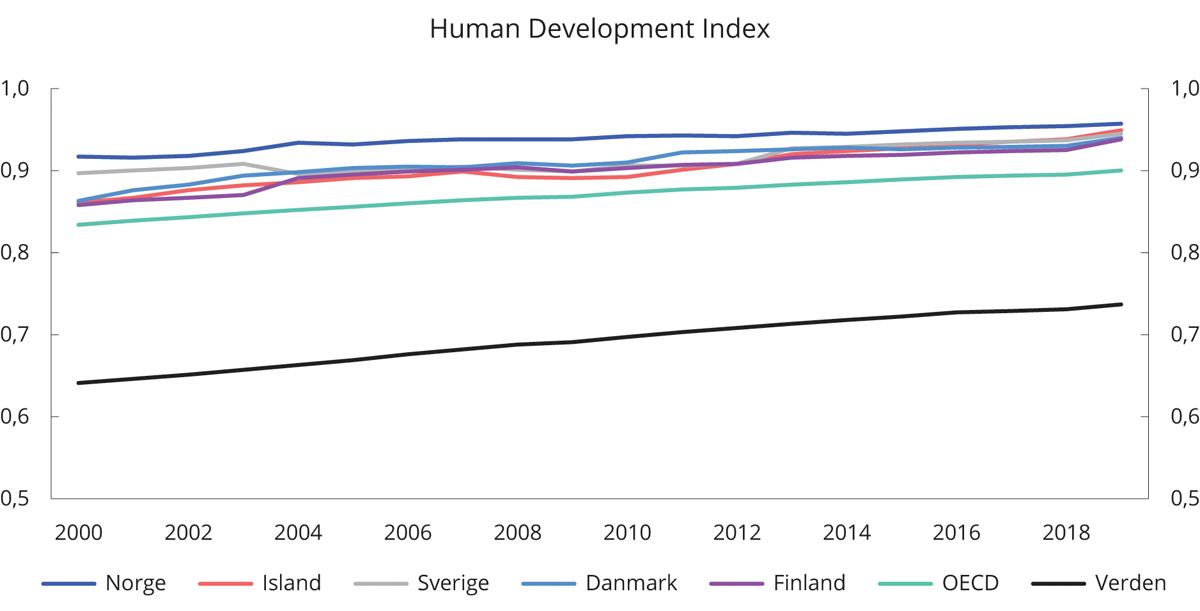 Human Development Index
1,0 1,0
0,9 0,9
0,8 0,8
0,7 0,7
0,6 0,6
0,5 0,5
2000 2002 2004 2006 2008 2010 2012 2014 2016 2018
Norge Island Sverige Danmark Finland OECD Verden